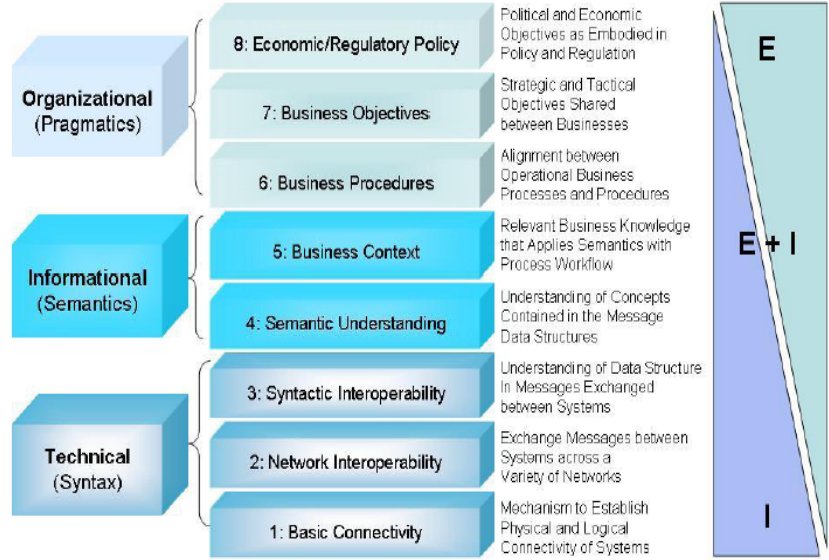 Organizational
(Pragmatics)
8: Economic/Regulatory Policy
Political and Economic
Objectives as Embodied in
Policy and Regulation
7: Business Objectives
Strategic and Tactical
Objectives Shared
between Businesses
6: Business Procedures
Alignment between
Operational Business
Processes and Procedures
Informational
(Semantics)
5: Business Context
Relevant Business Knowledge
that Applies Semantics with
Process Workflow
4: Semantic Understanding
Understanding of Concepts
Contained in the Message
Data Structures
Technical
(Syntax)
3: Syntactic Interoperability
Understanding of Data Structure
In Messages Exchanged
between Systems
2: Network Interoperability
Exchange Messages between
Systems across a
Variety of Networks
1: Basic Connectivity
Mechanism to Establish
Physical and Logical
Connectivity of Systems
E
E + I
I